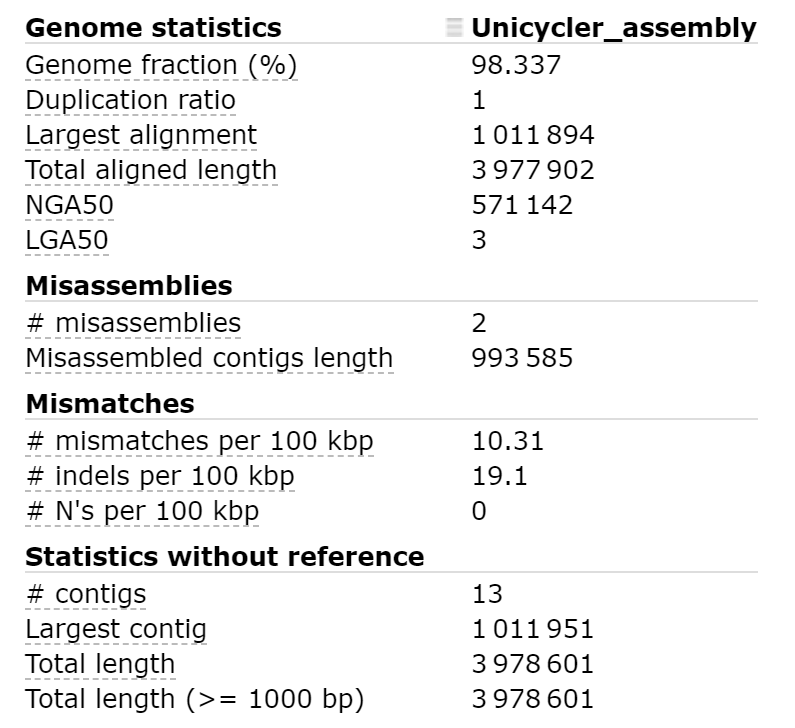 Genome statistics Unicycler_assembly
Genome fraction (%) 98.337
Duplication ratio 1
Largest alignment 1 011 894
Total aligned length 3 977 902
NGA50 571 142
LGA50 3
Misassemblies
# misassemblies 2
Misassembled contigs length 993 585
Mismatches
# mismatches per 100 kbp 10.31
# indels per 100 kbp 19.1
# N's per 100 kbp 0
Statistics without reference
# contigs 13
Largest contig 1 011 951
Total length 3 978 601
Total length (>= 1000 bp) 3 978 601